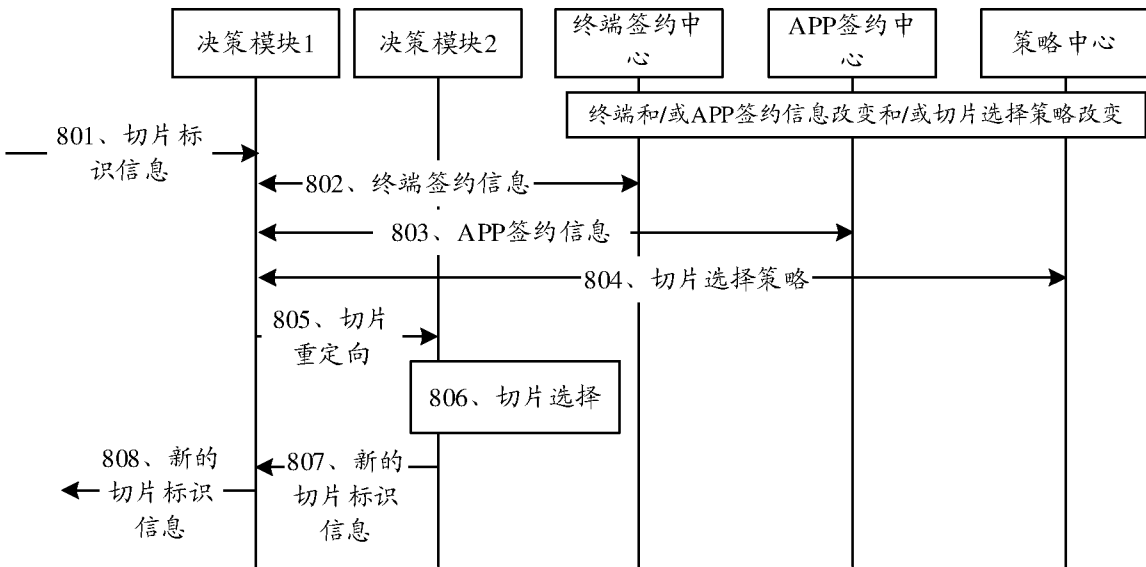 决策模块1
决策模块2
终端签约中
心
APP签约中
心
策略中心
终端和/或APP签约信息改变和/或切片选择策略改变
801、切片标
识信息
802、终端签约信息
803、APP签约信息
804、切片选择策略
805、切片
重定向
806、切片选择
807、新的
切片标识
信息
808、新的
切片标识
信息